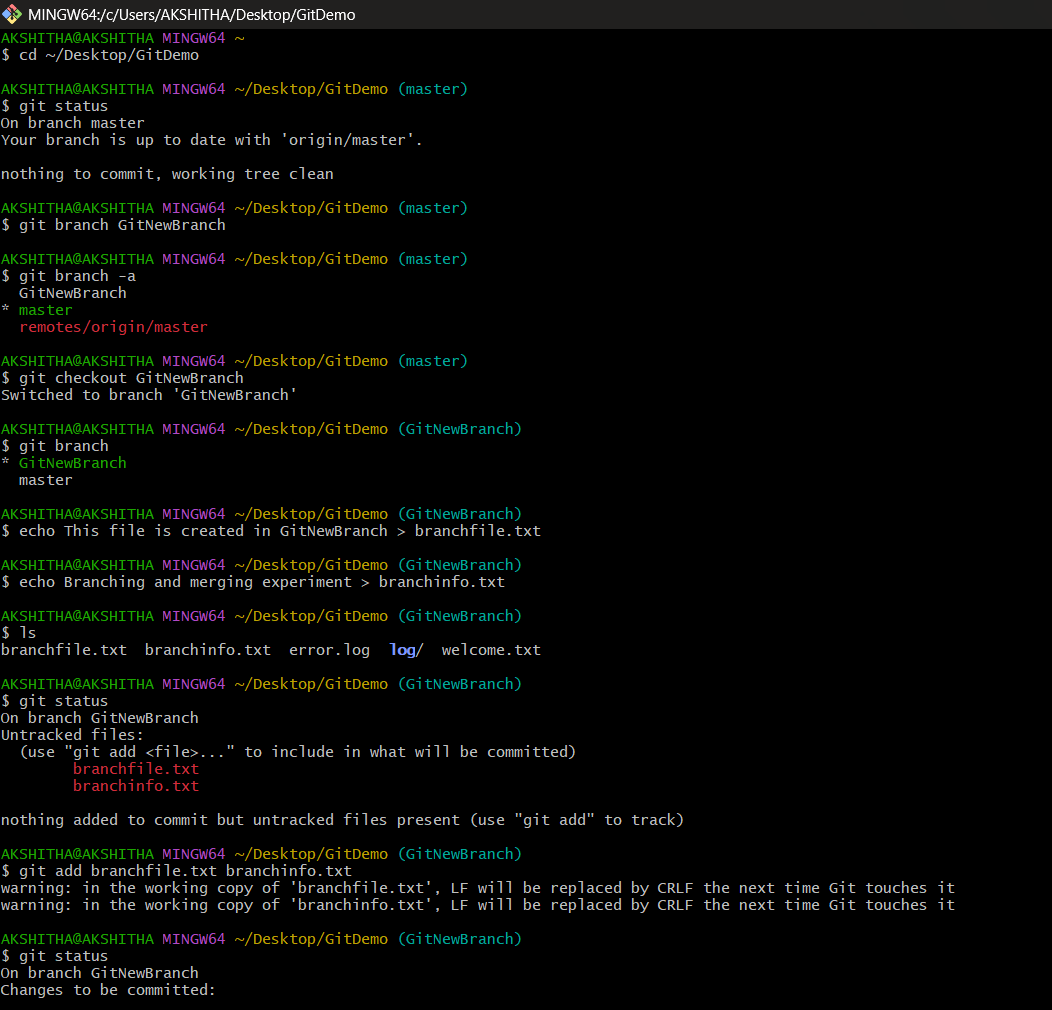 MINGW64:/c/Users/AKSHITHA/Desktop/GitDemo
AKSHITHA@AKSHITHA MINGW64 ~
$ cd ~/Desktop/GitDemo
AKSHITHA@AKSHITHA MINGW64 ~/Desktop/GitDemo (master)
$ git status
On branch master
Your branch is up to date with 'origin/master'.
nothing to commit, working tree clean
AKSHITHA@AKSHITHA MINGW64 ~/Desktop/GitDemo (master)
$ git branch GitNewBranch
AKSHITHA@AKSHITHA MINGW64 ~/Desktop/GitDemo (master)
$ git branch -a
  GitNewBranch
* master
  remotes/origin/master
AKSHITHA@AKSHITHA MINGW64 ~/Desktop/GitDemo (master)
$ git checkout GitNewBranch
Switched to branch 'GitNewBranch'
AKSHITHA@AKSHITHA MINGW64 ~/Desktop/GitDemo (GitNewBranch)
$ git branch
* GitNewBranch
  master
AKSHITHA@AKSHITHA MINGW64 ~/Desktop/GitDemo (GitNewBranch)
$ echo This file is created in GitNewBranch > branchfile.txt
AKSHITHA@AKSHITHA MINGW64 ~/Desktop/GitDemo (GitNewBranch)
$ echo Branching and merging experiment > branchinfo.txt
AKSHITHA@AKSHITHA MINGW64 ~/Desktop/GitDemo (GitNewBranch)
$ ls
branchfile.txt  branchinfo.txt  error.log  log/  welcome.txt
AKSHITHA@AKSHITHA MINGW64 ~/Desktop/GitDemo (GitNewBranch)
$ git status
On branch GitNewBranch
Untracked files:
  (use "git add <file>..." to include in what will be committed)
        branchfile.txt
        branchinfo.txt
nothing added to commit but untracked files present (use "git add" to track)
AKSHITHA@AKSHITHA MINGW64 ~/Desktop/GitDemo (GitNewBranch)
$ git add branchfile.txt branchinfo.txt
warning: in the working copy of 'branchfile.txt', LF will be replaced by CRLF the next time Git touches it
warning: in the working copy of 'branchinfo.txt', LF will be replaced by CRLF the next time Git touches it
AKSHITHA@AKSHITHA MINGW64 ~/Desktop/GitDemo (GitNewBranch)
$ git status
On branch GitNewBranch
Changes to be committed: